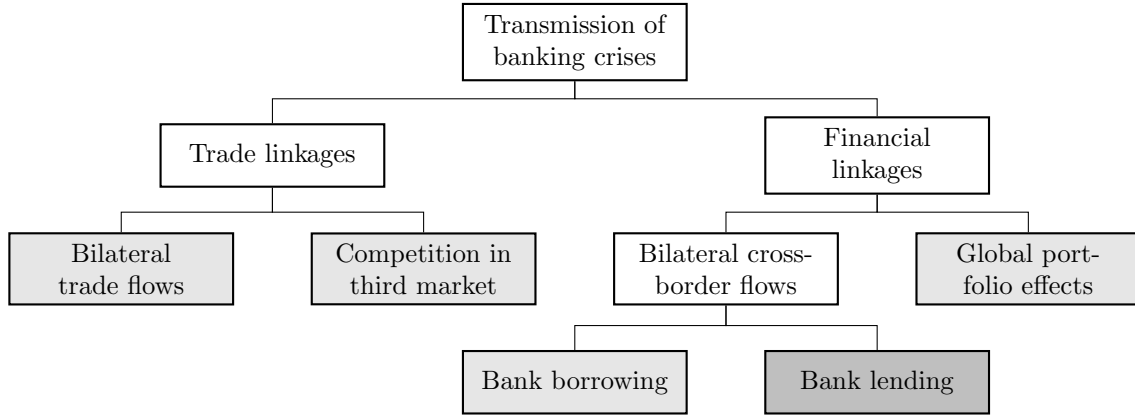 Transmission of
banking crises
Trade linkages
Financial
linkages
Bilateral
trade flows
Competition in
third market
Bilateral cross-
border flows
Global port-
folio effects
Bank borrowing
Bank lending